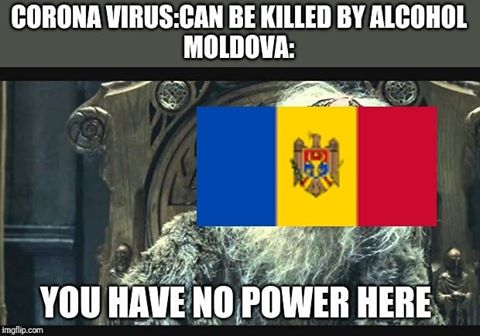 CORONA VIRUS:CAN BE KILLED BY ALCOHOL
MOLDOVA:
YOU HAVE NO POWER HERE
imgflip.com